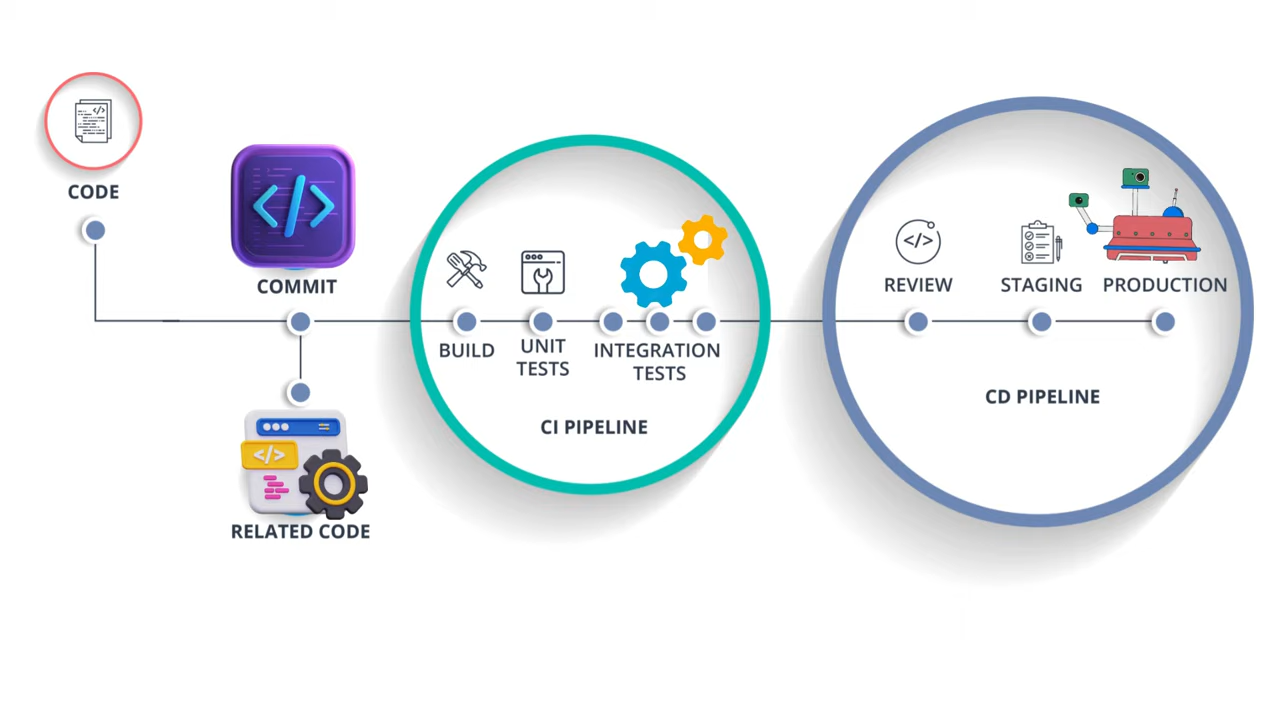 CODE
COMMIT
RELATED CODE
BUILD
UNIT
TESTS
INTEGRATION
TESTS
CI PIPELINE
REVIEW
STAGING
PRODUCTION
CD PIPELINE